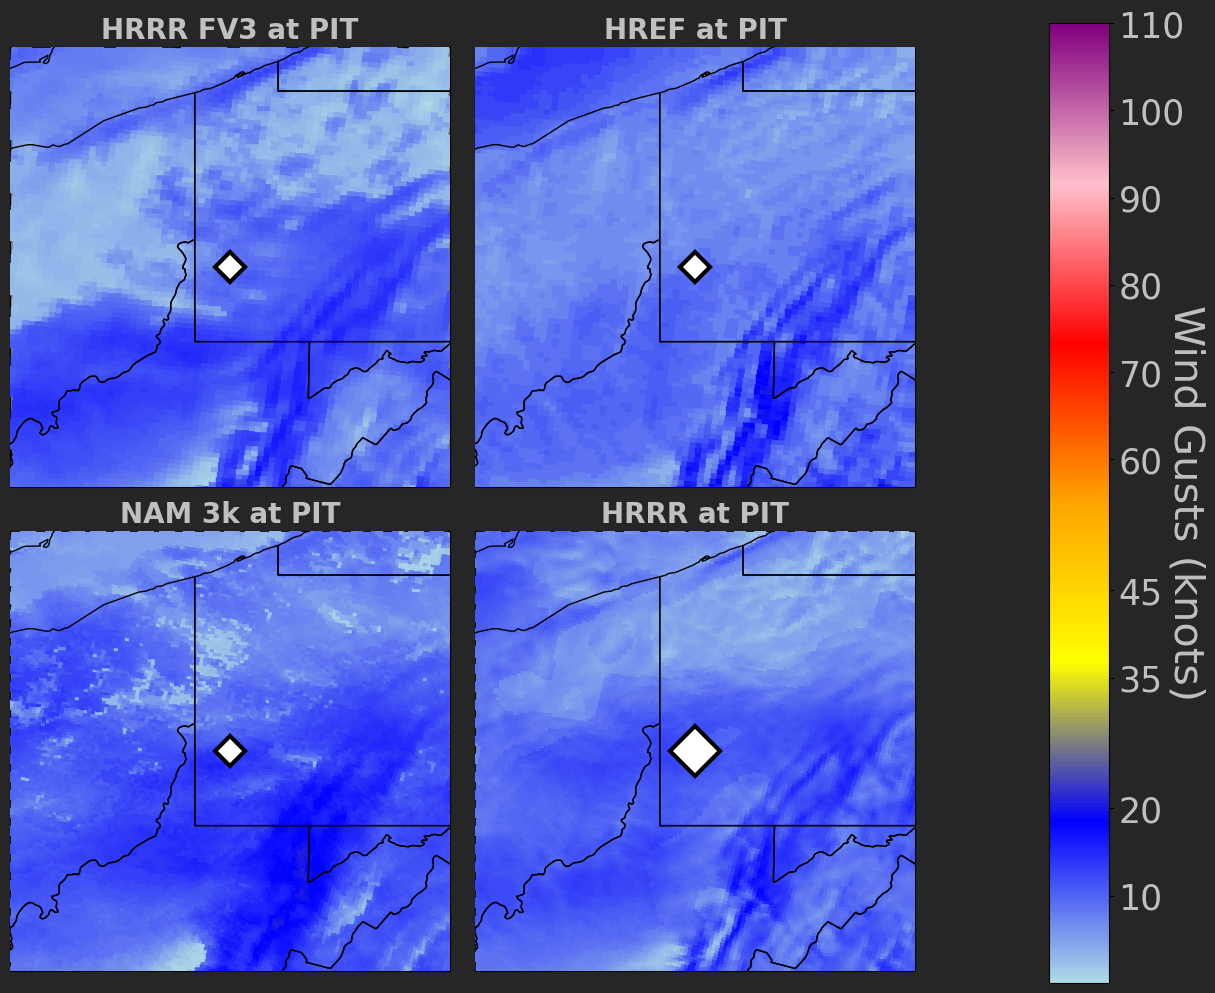 HRRR FV3 at PIT
HREF at PIT
NAM 3k at PIT
HRRR at PIT
110
100
90
80
70
60
45
35
20
10
Wind Gusts (knots)